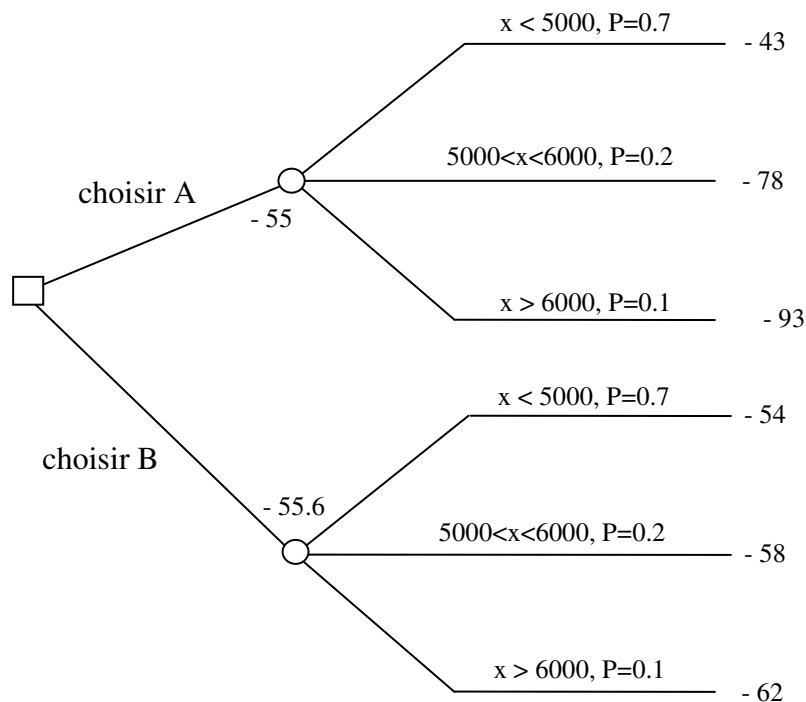 x < 5000, P=0.7
- 43
5000<x<6000, P=0.2
- 78
choisir A
- 55
x > 6000, P=0.1
- 93
x < 5000, P=0.7
- 54
choisir B
- 55.6
5000<x<6000, P=0.2
- 58
x > 6000, P=0.1
- 62